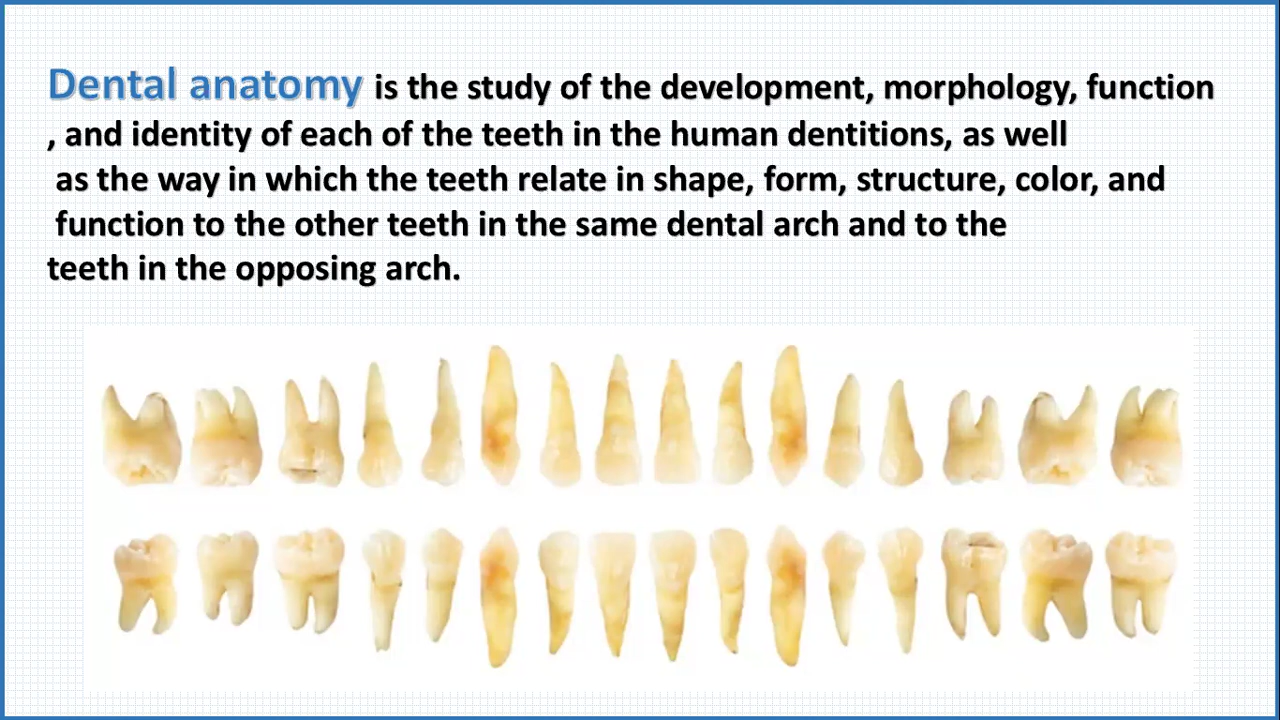 Dental anatomy is the study of the development, morphology, function
, and identity of each of the teeth in the human dentitions, as well
as the way in which the teeth relate in shape, form, structure, color, and
function to the other teeth in the same dental arch and to the
teeth in the opposing arch.